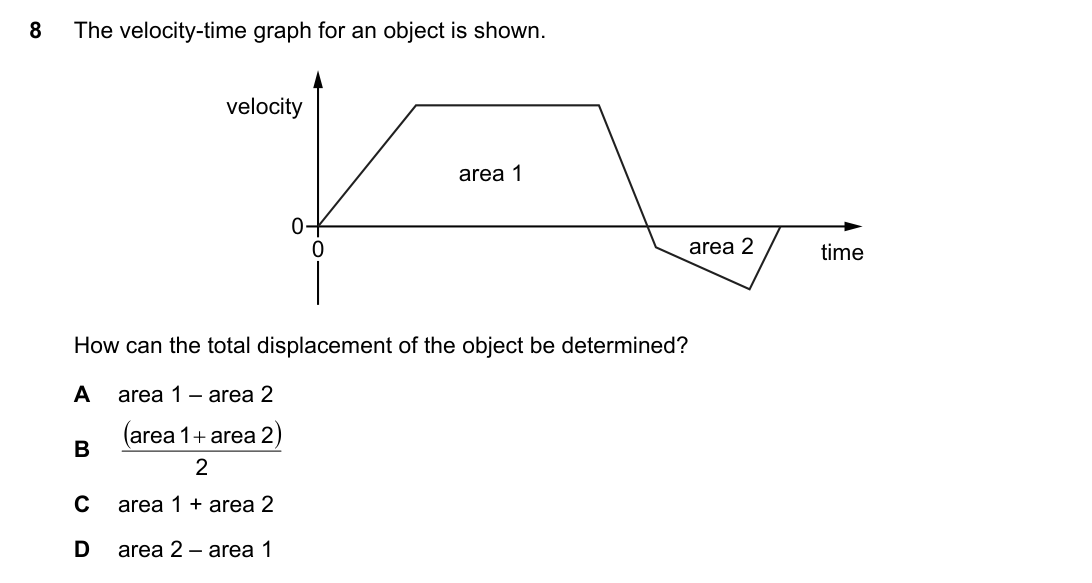 8 The velocity-time graph for an object is shown.
velocity
area 1
0
0
area 2
time
How can the total displacement of the object be determined?
A area 1 – area 2
B (area 1+ area 2)
2
C area 1 + area 2
D area 2 – area 1